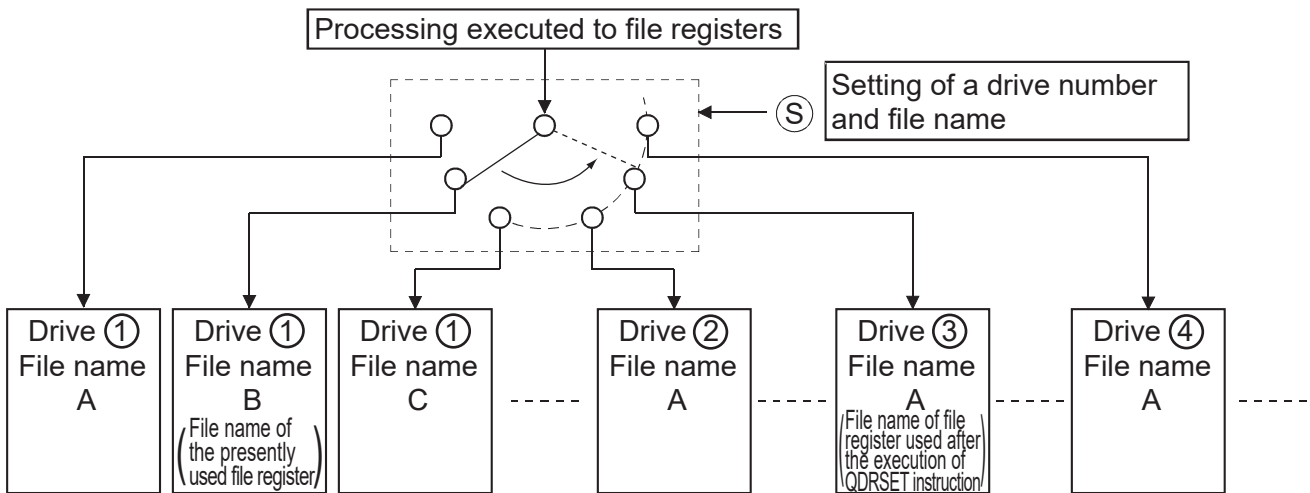 Processing executed to file registers
Ⓢ
Setting of a drive number
and file name
Drive ①
File name
A
Drive ①
File name
B
(File name of
the presently
used file register)
Drive ①
File name
C
Drive ②
File name
A
Drive ③
File name
A
(File name of file
register used after
the execution of
QDRSET instruction)
Drive ④
File name
A